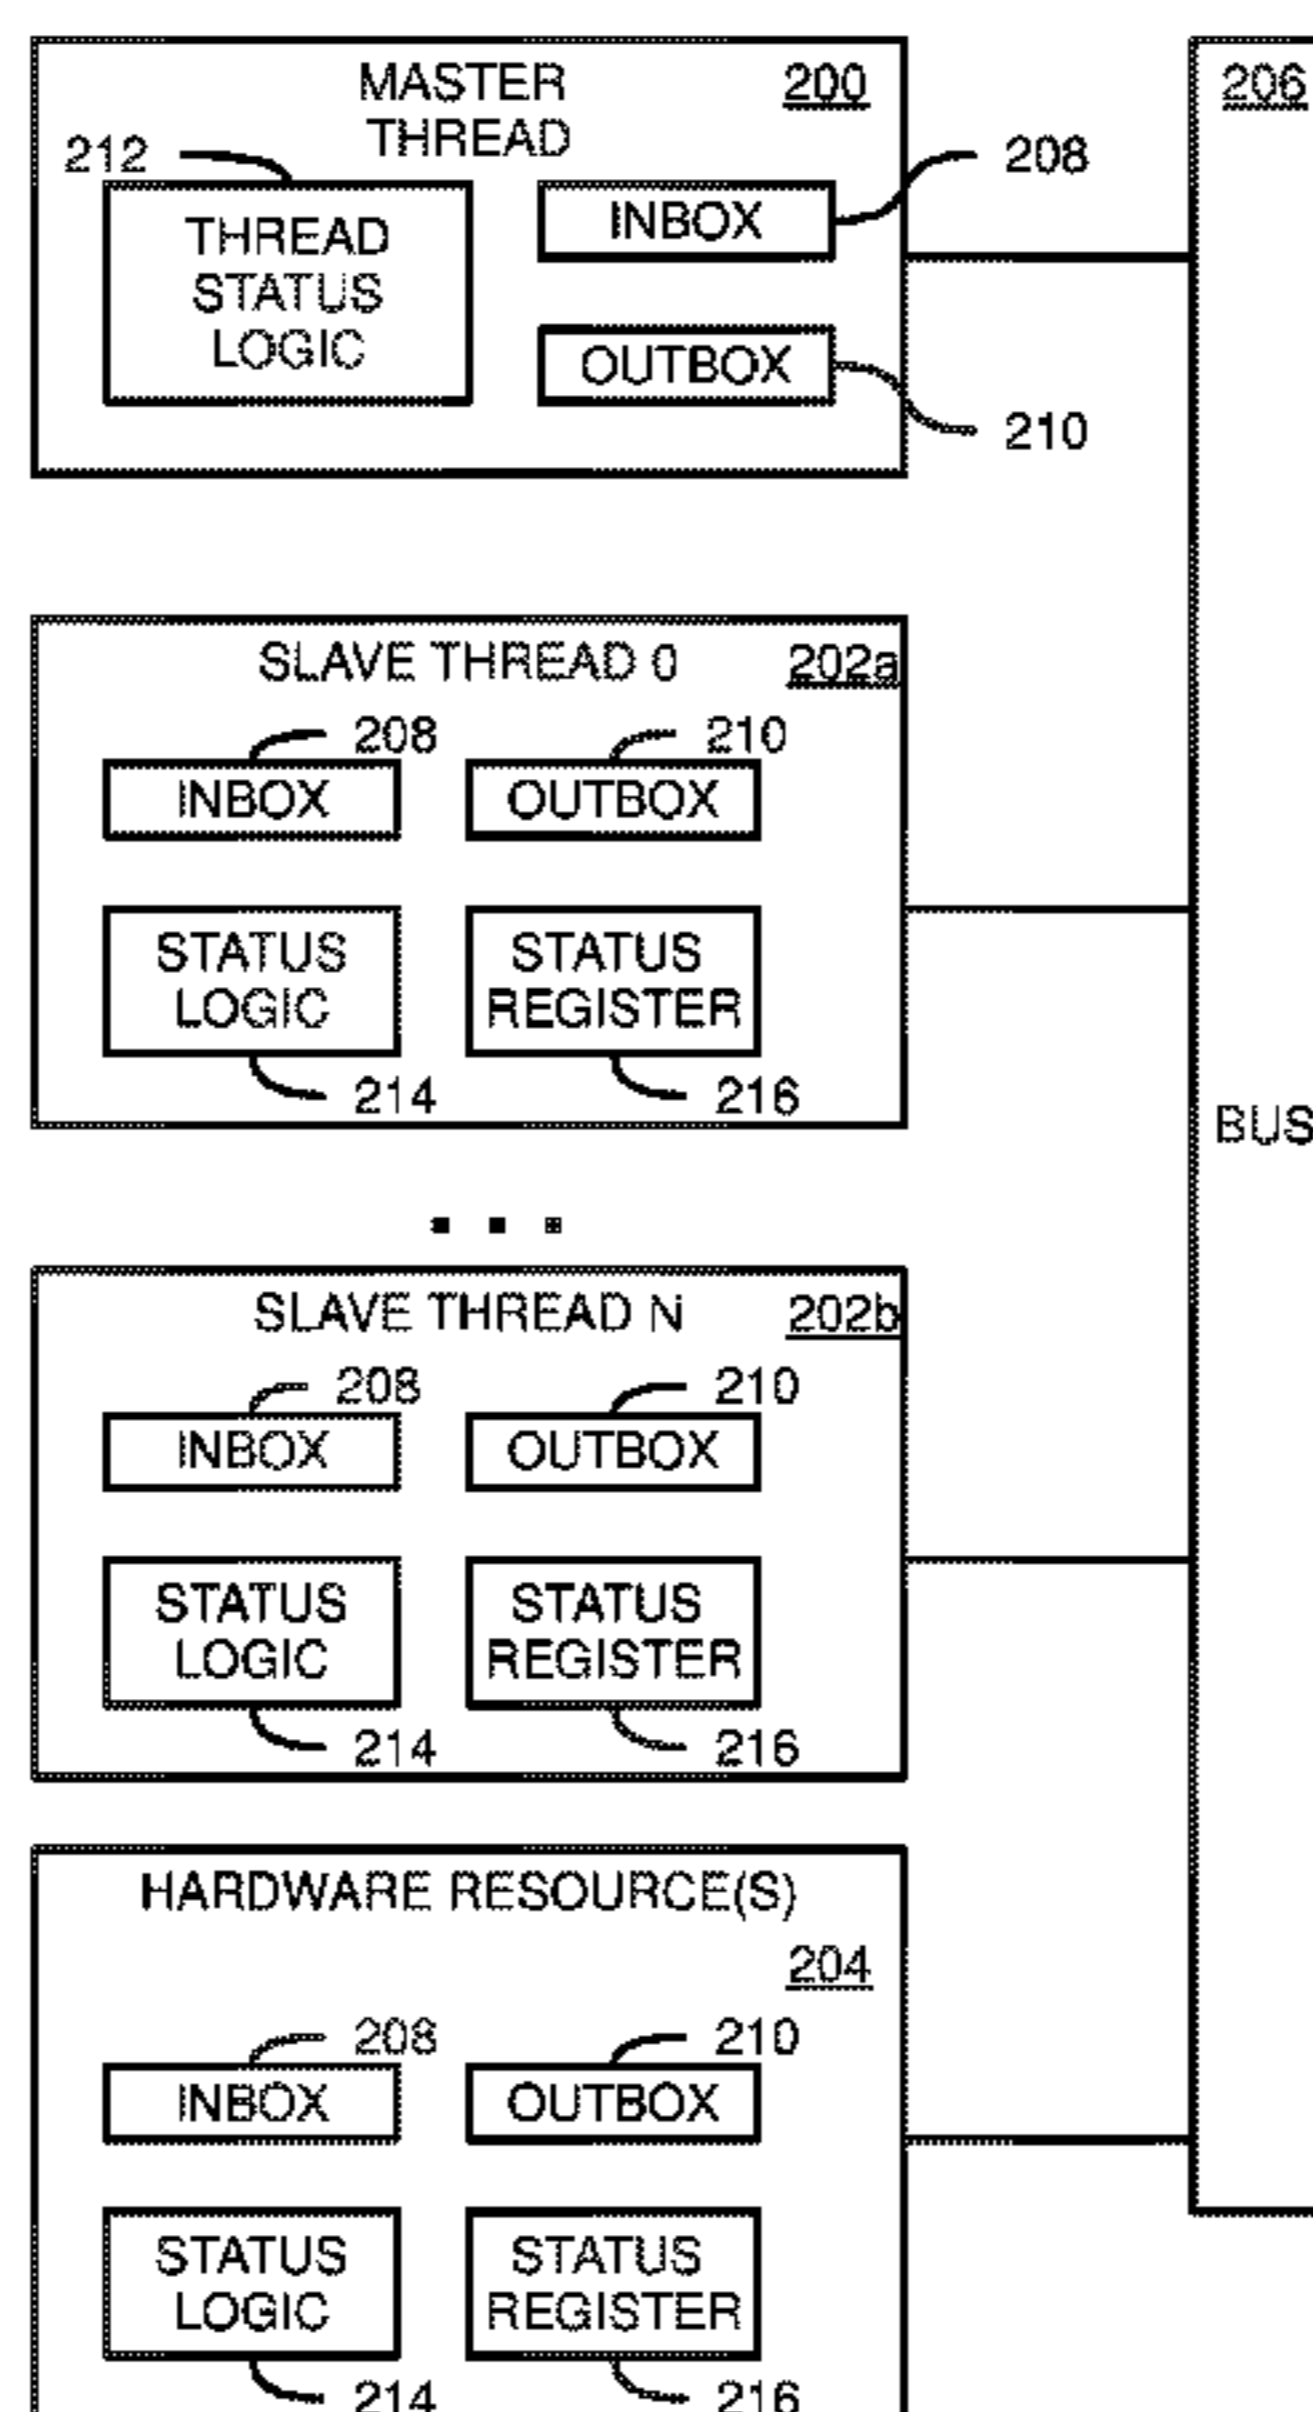 MASTER THREAD
200
206
212
208
THREAD
STATUS
LOGIC
INBOX
OUTBOX
210
SLAVE THREAD 0
202a
208
210
INBOX
OUTBOX
STATUS
LOGIC
STATUS
REGISTER
214
216
BUS
SLAVE THREAD N
202b
208
210
INBOX
OUTBOX
STATUS
LOGIC
STATUS
REGISTER
214
216
HARDWARE RESOURCE(S)
204
208
210
INBOX
OUTBOX
STATUS
LOGIC
STATUS
REGISTER
214
216